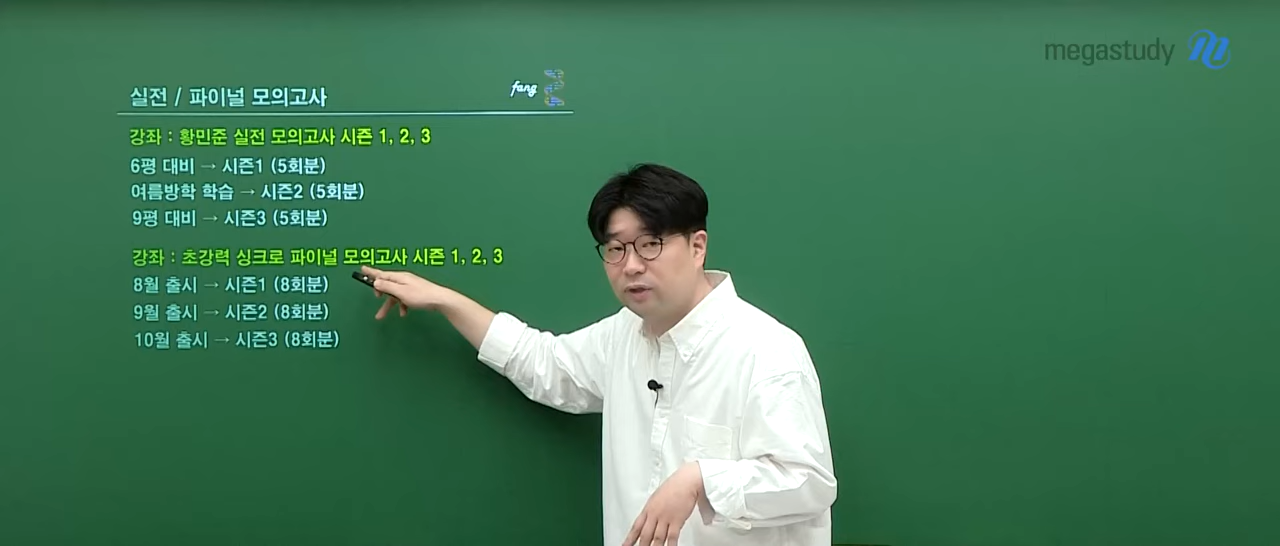 megastudy
실전 / 파이널 모의고사
fang
강좌 : 황민준 실전 모의고사 시즌 1, 2, 3
6평 대비 → 시즌1 (5회분)
여름방학 학습 → 시즌2 (5회분)
9평 대비 → 시즌3 (5회분)
강좌 : 초강력 싱크로 파이널 모의고사 시즌 1, 2, 3
8월 출시 → 시즌1 (8회분)
9월 출시 → 시즌2 (8회분)
10월 출시 → 시즌3 (8회분)